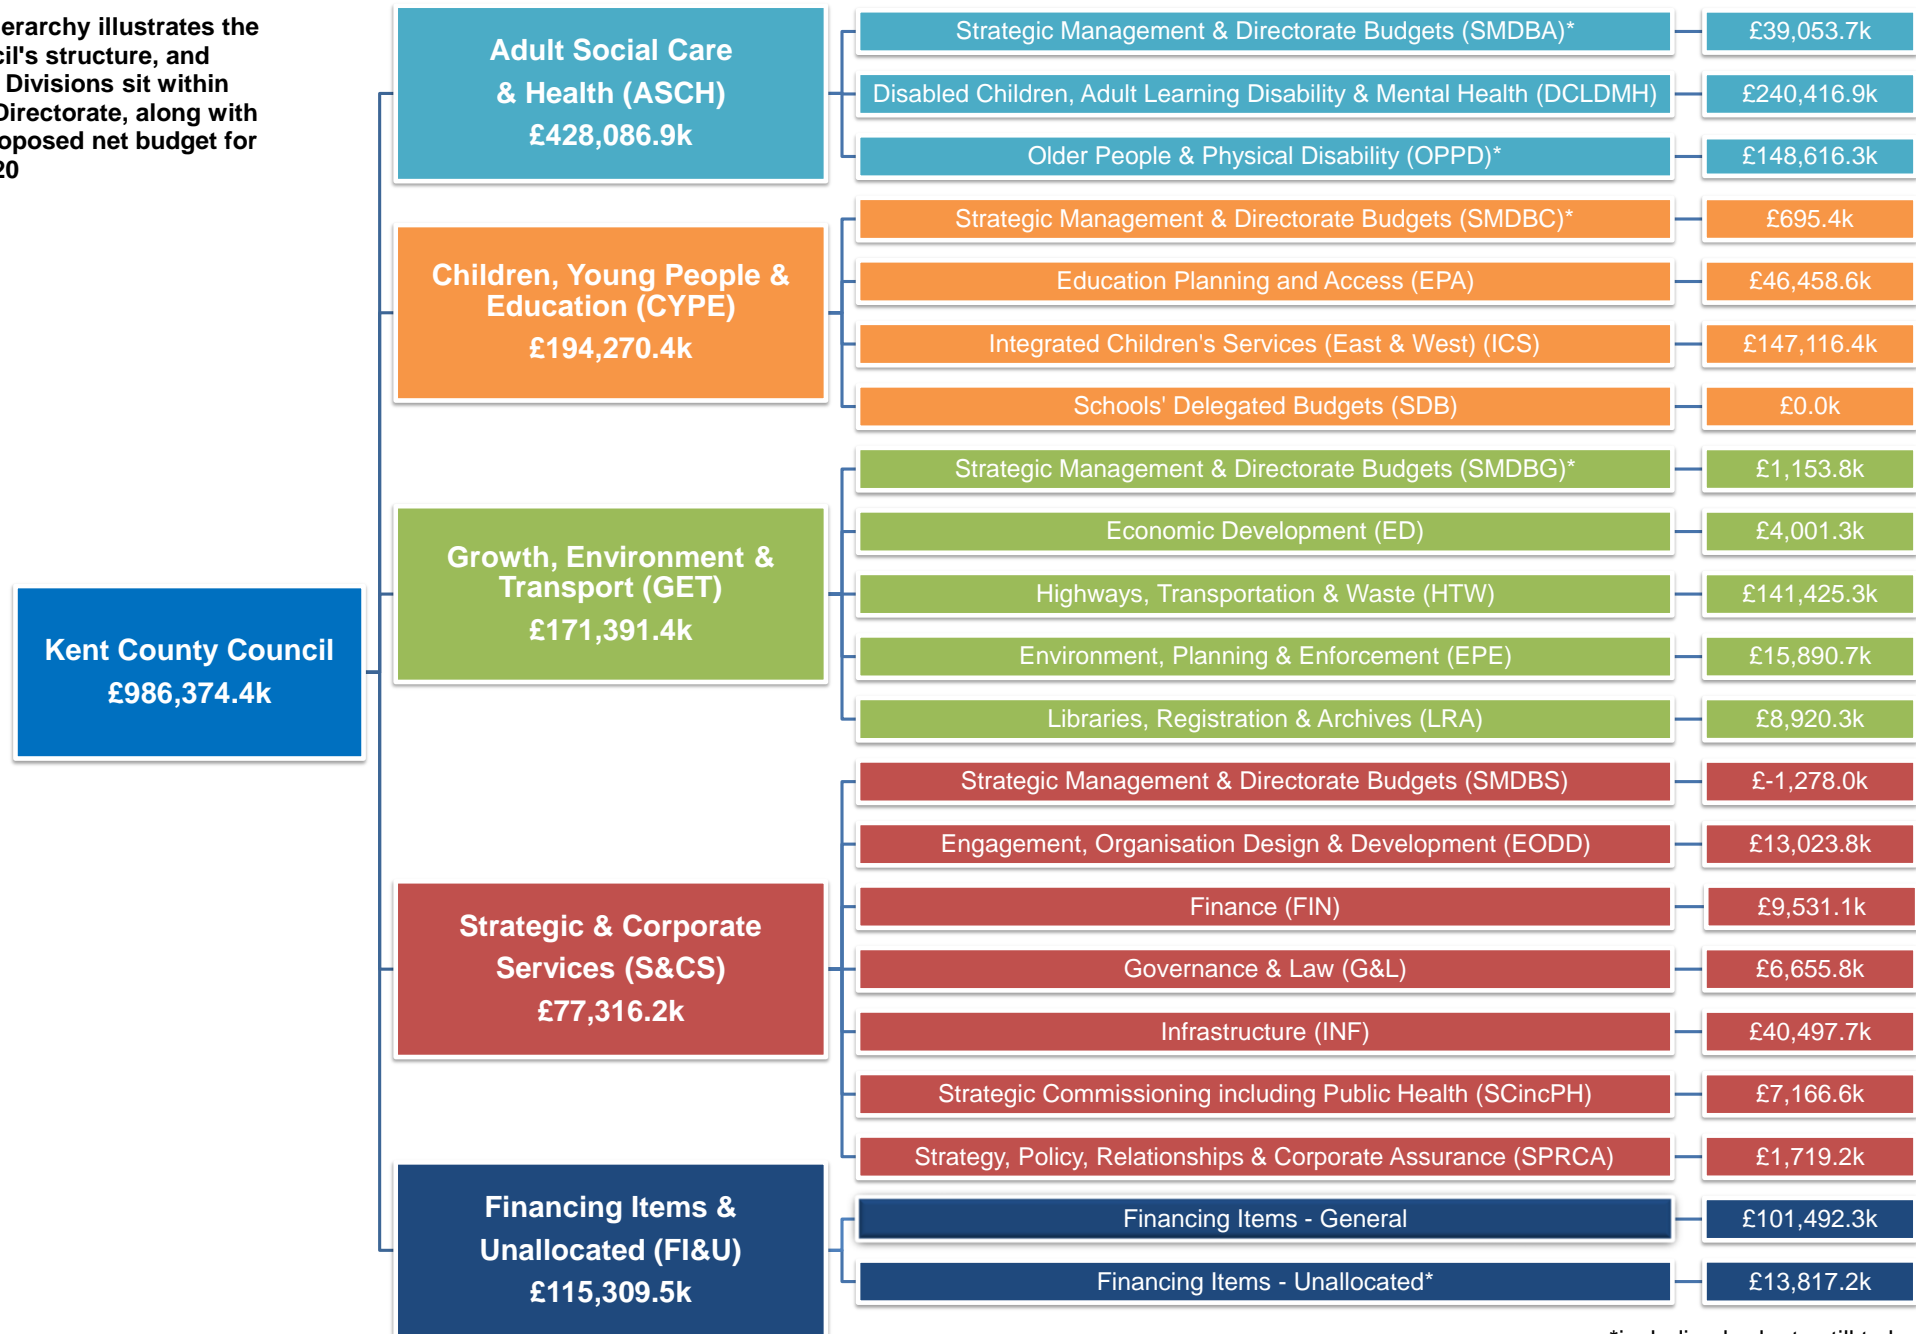 erarchy illustrates the
cil's structure, and
Divisions sit within
Directorate, along with
oposed net budget for
20
Kent County Council
£986,374.4k
Adult Social Care
& Health (ASCH)
£428,086.9k
Strategic Management & Directorate Budgets (SMDBA)* £39,053.7k
Disabled Children, Adult Learning Disability & Mental Health (DCLDMH) £240,416.9k
Older People & Physical Disability (OPPD)* £148,616.3k
Children, Young People &
Education (CYPE)
£194,270.4k
Strategic Management & Directorate Budgets (SMDBC)* £695.4k
Education Planning and Access (EPA) £46,458.6k
Integrated Children's Services (East & West) (ICS) £147,116.4k
Schools' Delegated Budgets (SDB) £0.0k
Growth, Environment &
Transport (GET)
£171,391.4k
Strategic Management & Directorate Budgets (SMDBG)* £1,153.8k
Economic Development (ED) £4,001.3k
Highways, Transportation & Waste (HTW) £141,425.3k
Environment, Planning & Enforcement (EPE) £15,890.7k
Libraries, Registration & Archives (LRA) £8,920.3k
Strategic & Corporate
Services (S&CS)
£77,316.2k
Strategic Management & Directorate Budgets (SMDBS) £-1,278.0k
Engagement, Organisation Design & Development (EODD) £13,023.8k
Finance (FIN) £9,531.1k
Governance & Law (G&L) £6,655.8k
Infrastructure (INF) £40,497.7k
Strategic Commissioning including Public Health (SCincPH) £7,166.6k
Strategy, Policy, Relationships & Corporate Assurance (SPRCA) £1,719.2k
Financing Items &
Unallocated (FI&U)
£115,309.5k
Financing Items - General £101,492.3k
Financing Items - Unallocated* £13,817.2k